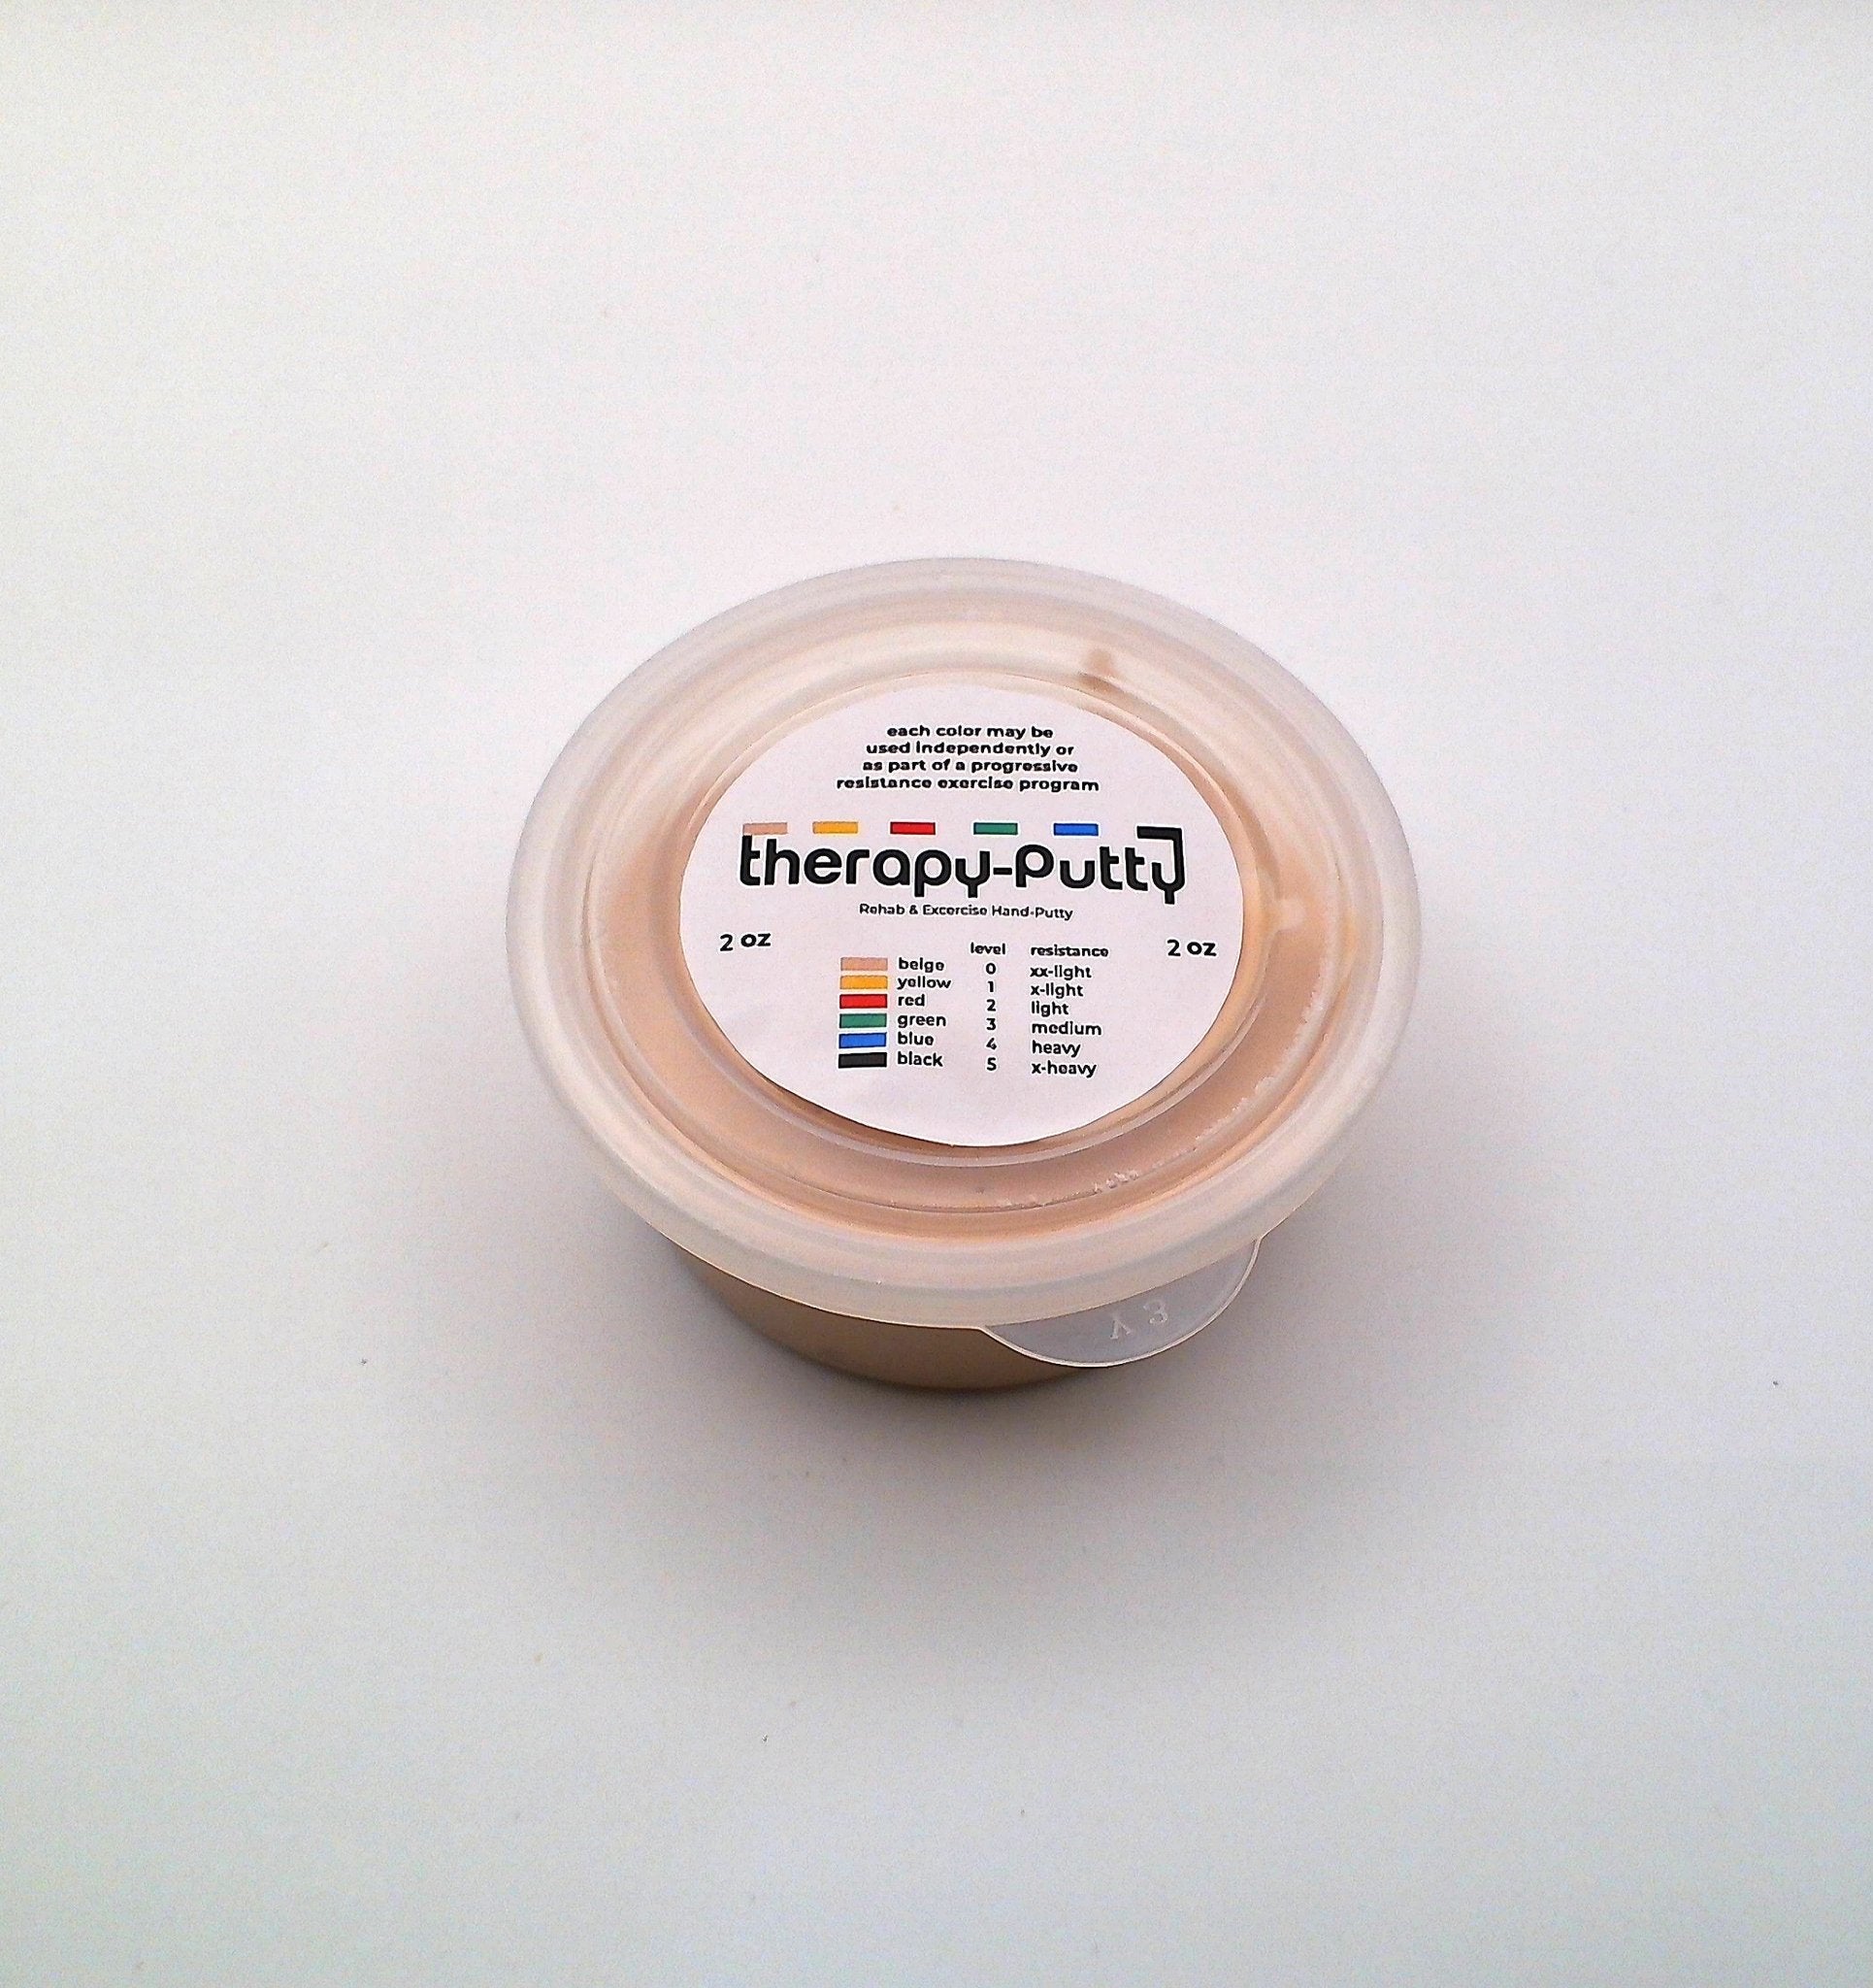 each color may be
used independently or
as part of a progressive
resistance exercise program
therapy-Putty
Rehab & Excercise Hand-Putty
2 oz
2 oz
level resistance
beige 0 xx-light
yellow 1 x-light
red 2 light
green 3 medium
blue 4 heavy
black 5 x-heavy